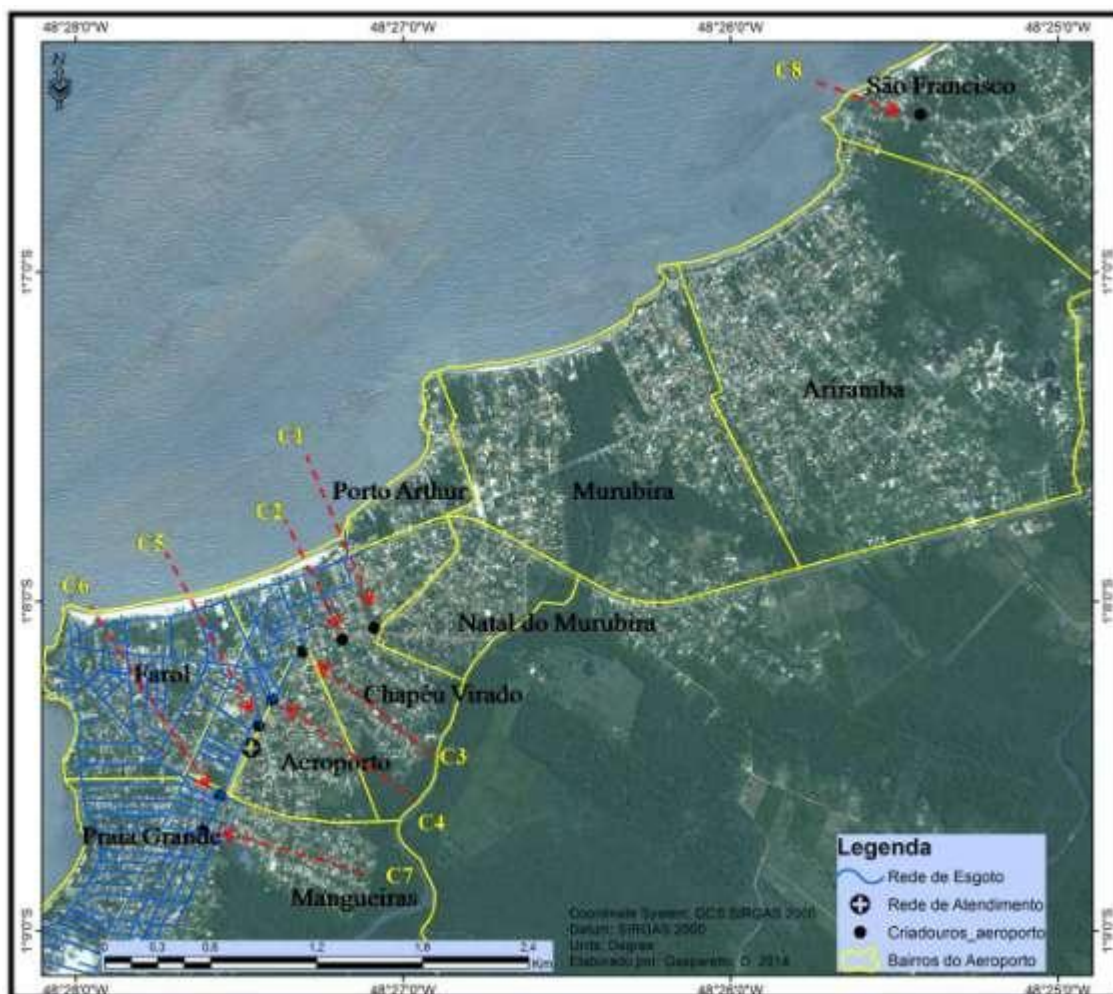 48°28'0"W 48°27'0"W 48°26'0"W 48°25'0"W
N
C8
São Francisco
1°7'0"S 1°7'0"S
Ariramba
C1
Porto Arthur Murubira
C2
C5
C6
1°8'0"S 1°8'0"S
Natal do Murubira
Farol
Chapéu Virado
C3
Aeroporto
C4
Praia Grande
C7
Mangueiras
Legenda
Rede de Esgoto
Rede de Atendimento
Criadouros_aeroporto
Bairros do Aeroporto
Coordinate System: GCS SIRGAS 2000
Datum: SIRGAS 2000
Units: Degree
Elaborado por: Gasparetto, D. 2014
1°9'0"S 1°9'0"S
0 0.3 0.6 1.2 1.8 2.4
Km
48°28'0"W 48°27'0"W 48°26'0"W 48°25'0"W